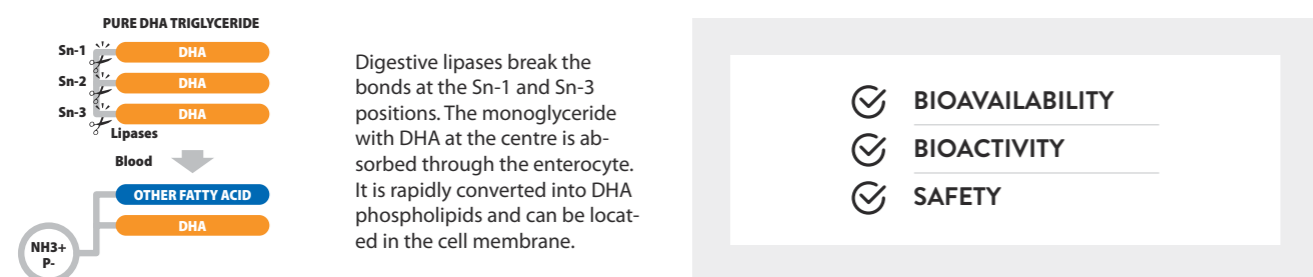 PURE DHA TRIGLYCERIDE
Sn-1
DHA
Sn-2
DHA
Sn-3
DHA
Lipases
Blood
OTHER FATTY ACID
DHA
NH3+
P-
Digestive lipases break the
bonds at the Sn-1 and Sn-3
positions. The monoglyceride
with DHA at the centre is ab-
sorbed through the enterocyte.
It is rapidly converted into DHA
phospholipids and can be locat-
ed in the cell membrane.
BIOAVAILABILITY
BIOACTIVITY
SAFETY